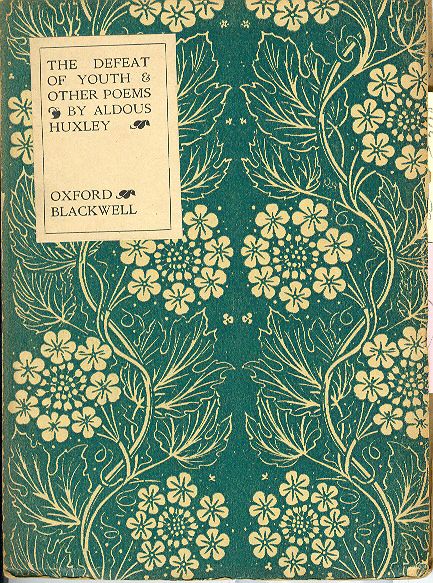 THE DEFEAT
OF YOUTH &
OTHER POEMS
BY ALDOUS
HUXLEY
OXFORD
BLACKWELL